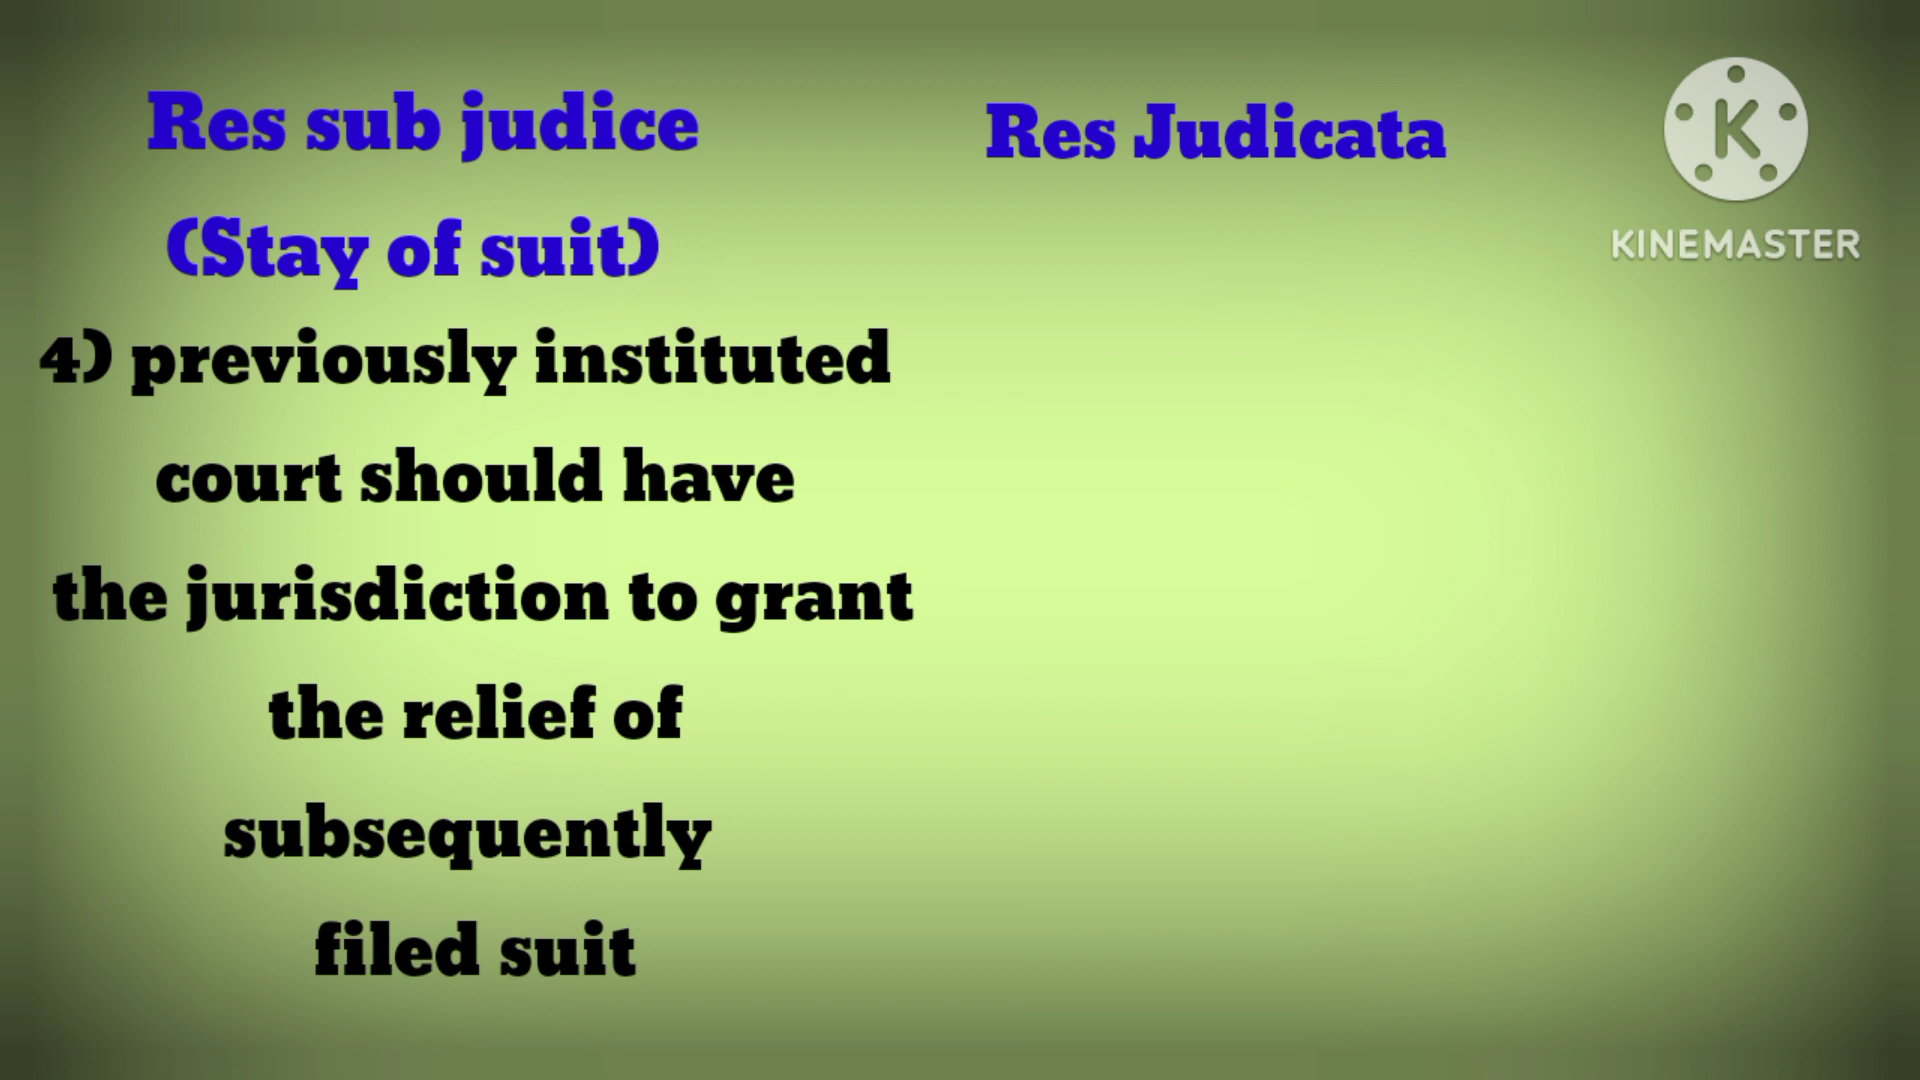 Res sub judice
(Stay of suit)
4) previously instituted
court should have
the jurisdiction to grant
the relief of
subsequently
filed suit
Res Judicata
K
KINEMASTER